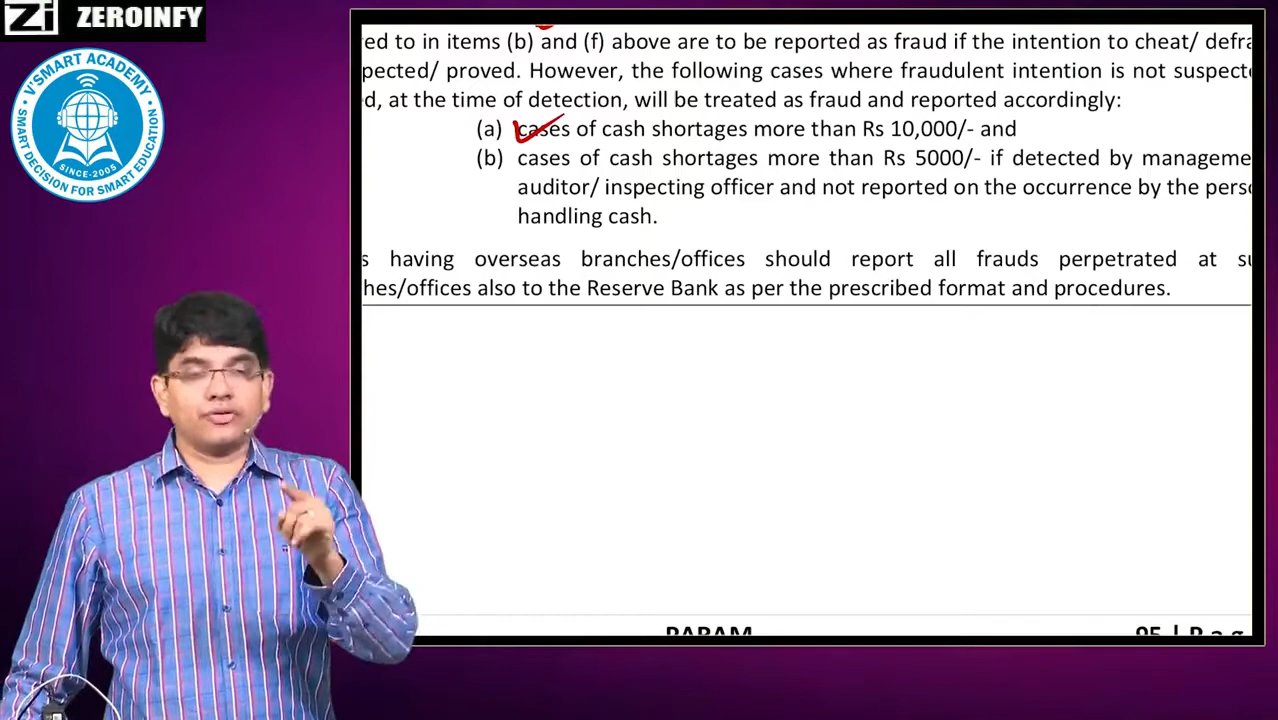 Zi ZEROINFY
V'SMART ACADEMY
SINCE-2005
SMART DECISION FOR SMART EDUCATION
ed to in items (b) and (f) above are to be reported as fraud if the intention to cheat/ defra
pected/ proved. However, the following cases where fraudulent intention is not suspect
d, at the time of detection, will be treated as fraud and reported accordingly:
(a) cases of cash shortages more than Rs 10,000/- and
(b) cases of cash shortages more than Rs 5000/- if detected by manageme
auditor/ inspecting officer and not reported on the occurrence by the pers
handling cash.
s having overseas branches/offices should report all frauds perpetrated at su
hes/offices also to the Reserve Bank as per the prescribed format and procedures.
PARAM
95 | P a g